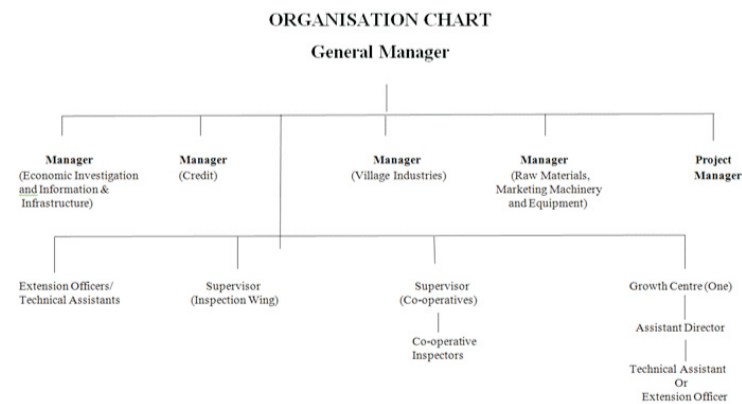 ORGANISATION CHART
General Manager
Manager
(Economic Investigation
and Information &
Infrastructure)
Manager
(Credit)
Manager
(Village Industries)
Manager
(Raw Materials,
Marketing Machinery
and Equipment)
Project
Manager
Extension Officers/
Technical Assistants
Supervisor
(Inspection Wing)
Supervisor
(Co-operatives)
Co-operative
Inspectors
Growth Centre (One)
Assistant Director
Technical Assistant
Or
Extension Officer